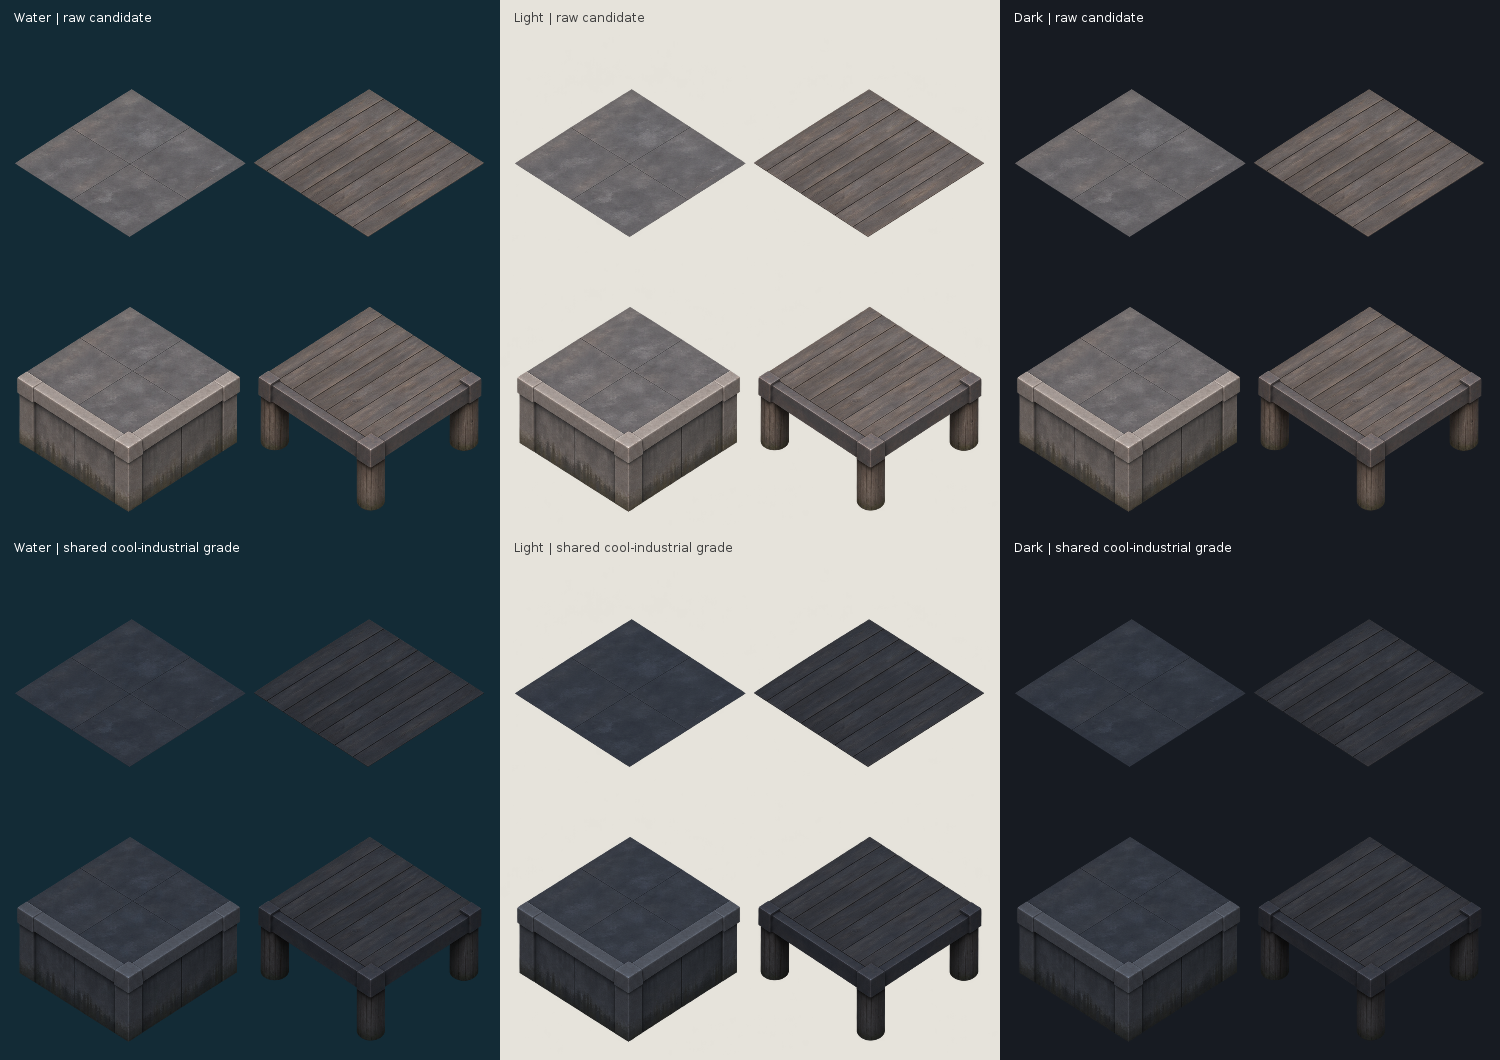 Water | raw candidate
Light | raw candidate
Dark | raw candidate
Water | shared cool-industrial grade
Light | shared cool-industrial grade
Dark | shared cool-industrial grade